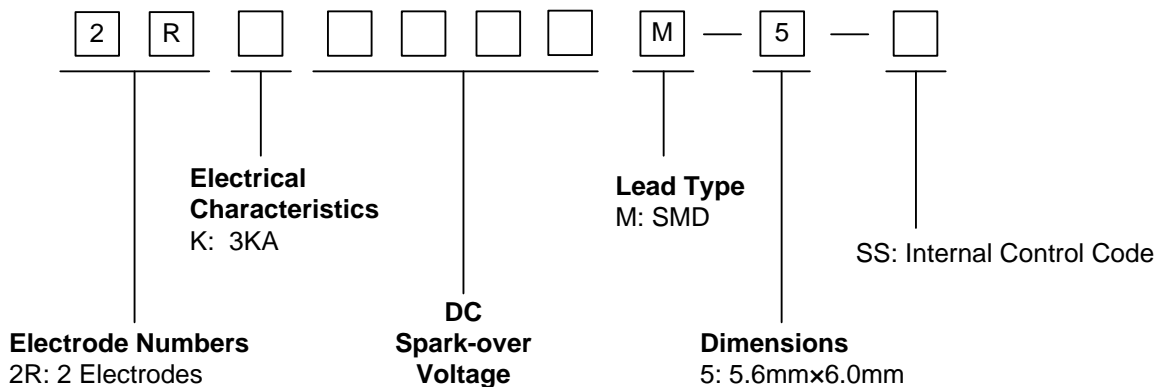 2 R M — 5 —
Electrical
Characteristics
K: 3KA
Lead Type
M: SMD
SS: Internal Control Code
DC
Spark-over
Voltage
Electrode Numbers
2R: 2 Electrodes
Dimensions
5: 5.6mm×6.0mm